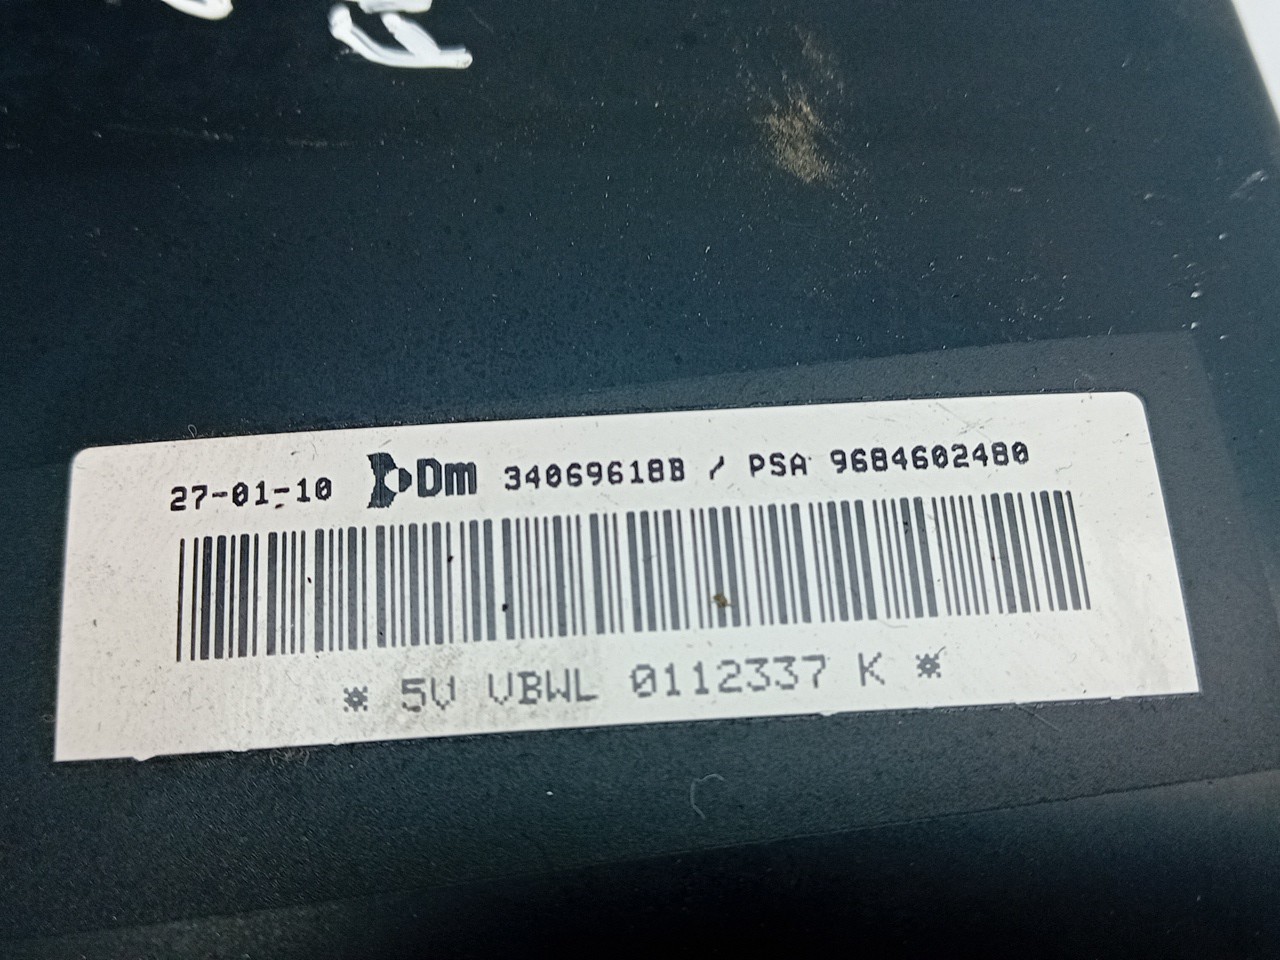 27-01-10 Dm 34069618B / PSA 9684602480
* 5V VBWL 0112337 K *